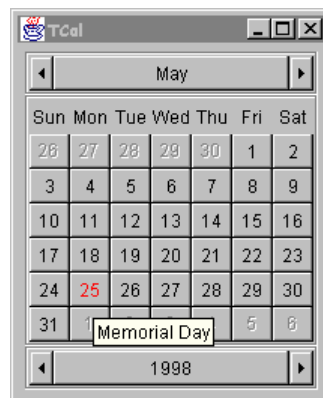 TCal
May
Sun Mon Tue Wed Thu Fri Sat
26 27 28 29 30 1 2
3 4 5 6 7 8 9
10 11 12 13 14 15 16
17 18 19 20 21 22 23
24 25 26 27 28 29 30
31 5 6
Memorial Day
1998